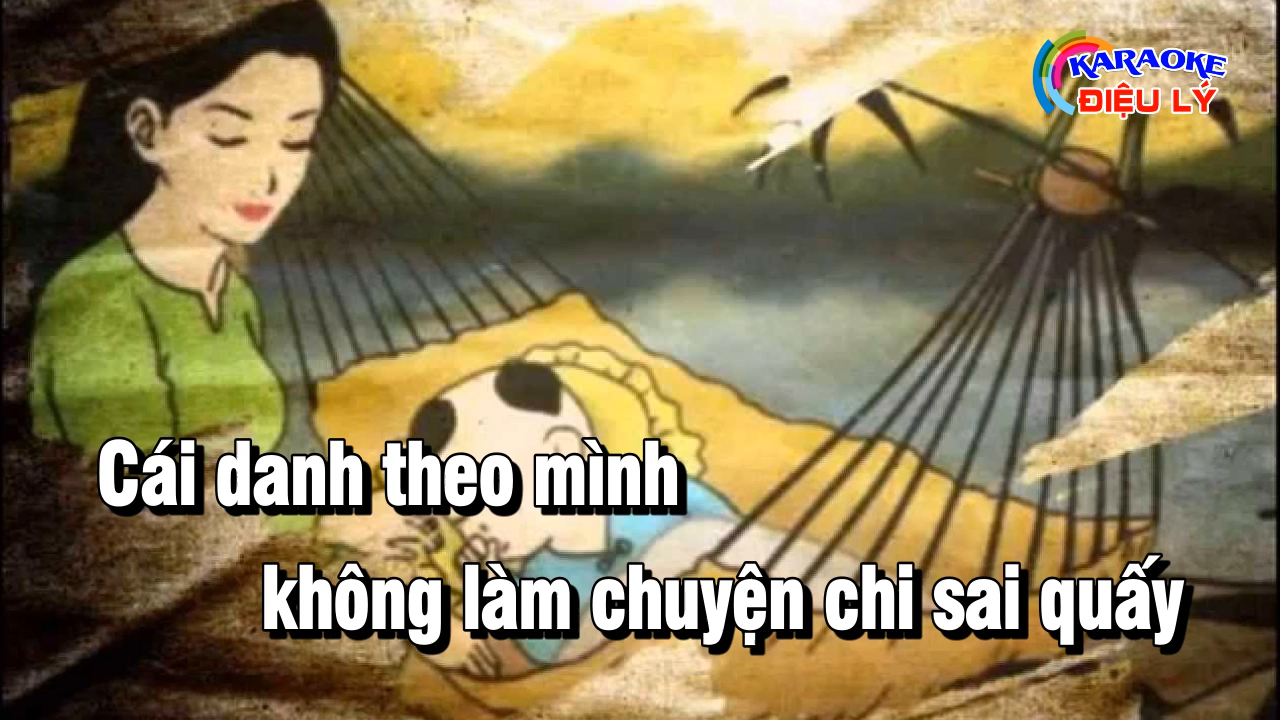 KARAOKE
ĐIỆU LÝ
Cái danh theo mình
không làm chuyện chi sai quấy